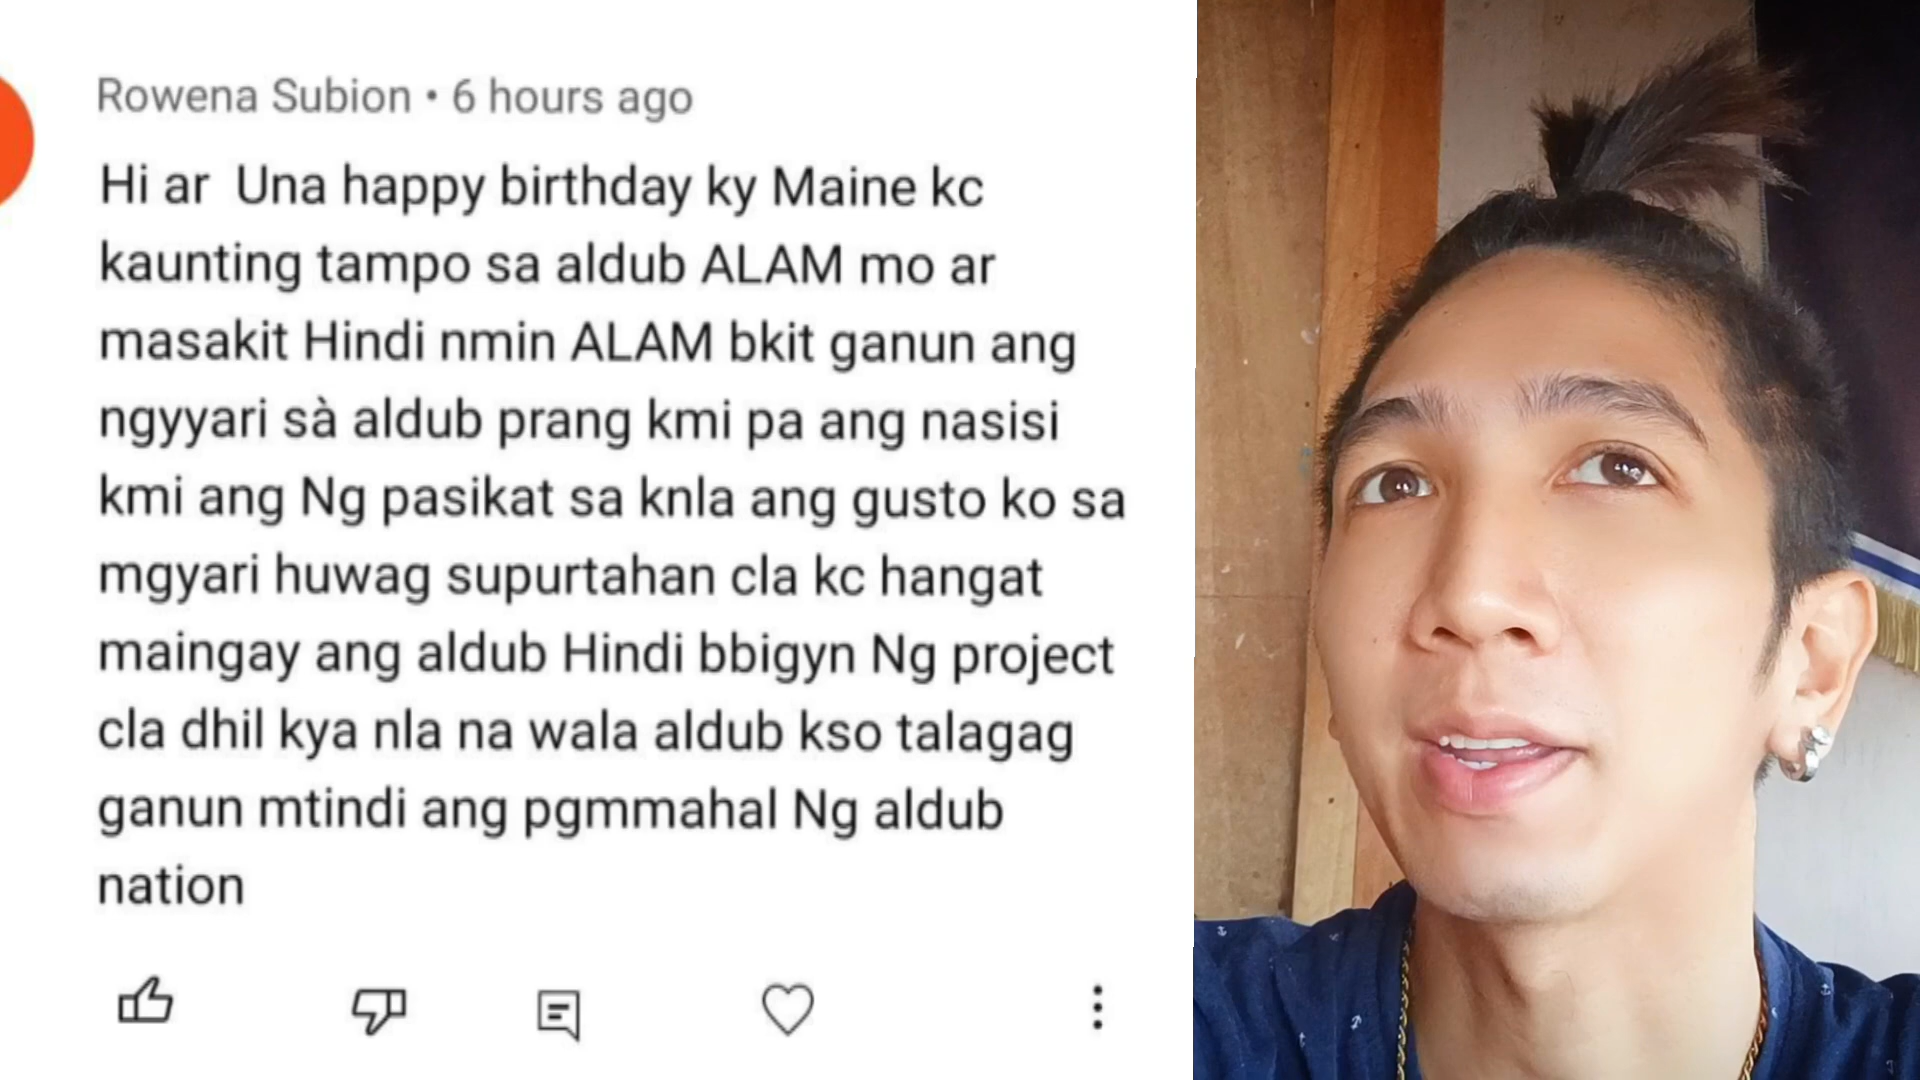 Rowena Subion • 6 hours ago
Hi ar Una happy birthday ky Maine kc
kaunting tampo sa aldub ALAM mo ar
masakit Hindi nmin ALAM bkit ganun ang
ngyyari sà aldub prang kmi pa ang nasisi
kmi ang Ng pasikat sa knla ang gusto ko sa
mgyari huwag supurtahan cla kc hangat
maingay ang aldub Hindi bbigyn Ng project
cla dhil kya nla na wala aldub kso talagag
ganun mtindi ang pgmmahal Ng aldub
nation